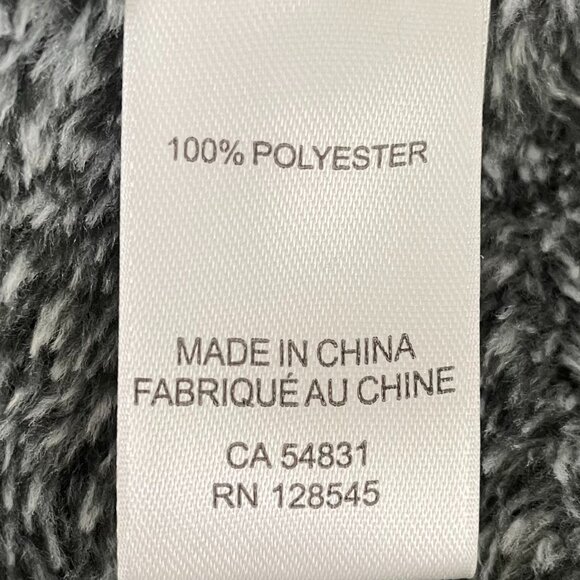 100% POLYESTER
MADE IN CHINA
FABRIQUÉ AU CHINE
CA 54831
RN 128545